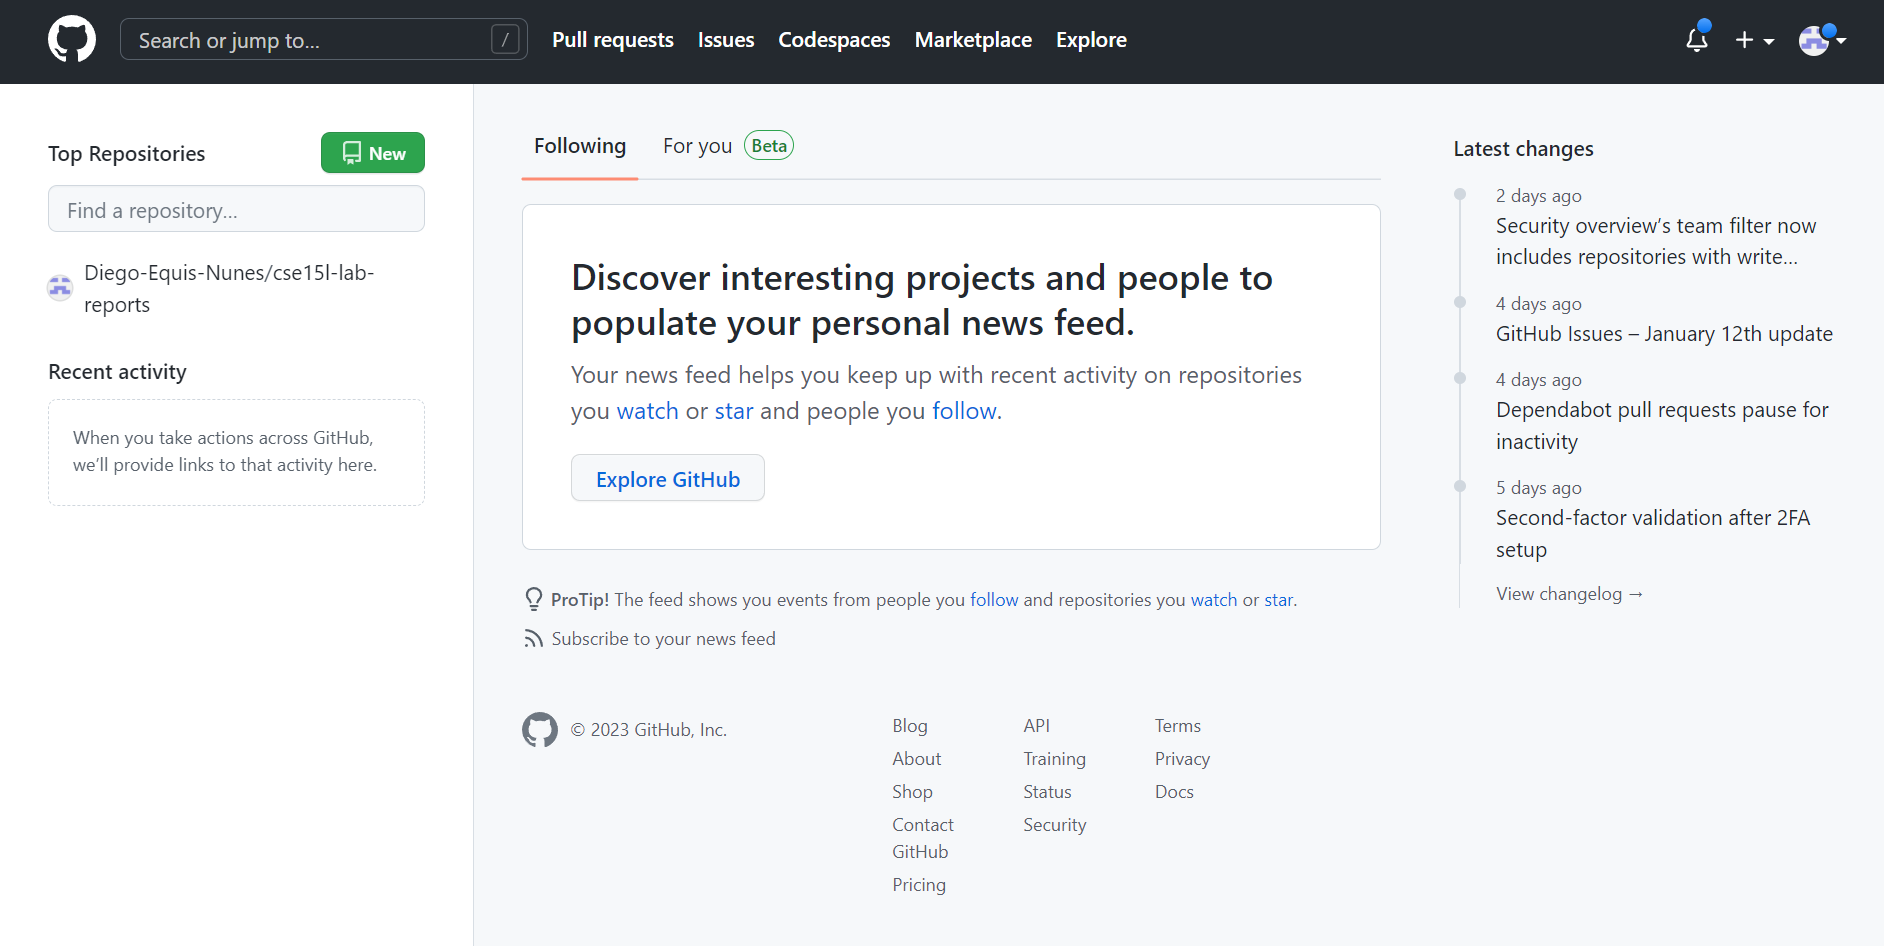 Search or jump to...
/
Pull requests
Issues
Codespaces
Marketplace
Explore
Top Repositories
New
Find a repository...
Diego-Equis-Nunes/cse15l-lab-
reports
Recent activity
When you take actions across GitHub,
we’ll provide links to that activity here.
Following
For you
Beta
Discover interesting projects and people to
populate your personal news feed.
Your news feed helps you keep up with recent activity on repositories
you watch or star and people you follow.
Explore GitHub
ProTip! The feed shows you events from people you follow and repositories you watch or star.
Subscribe to your news feed
Latest changes
2 days ago
Security overview’s team filter now
includes repositories with write...
4 days ago
GitHub Issues – January 12th update
4 days ago
Dependabot pull requests pause for
inactivity
5 days ago
Second-factor validation after 2FA
setup
View changelog →
© 2023 GitHub, Inc.
Blog
About
Shop
Contact
GitHub
Pricing
API
Training
Status
Security
Terms
Privacy
Docs